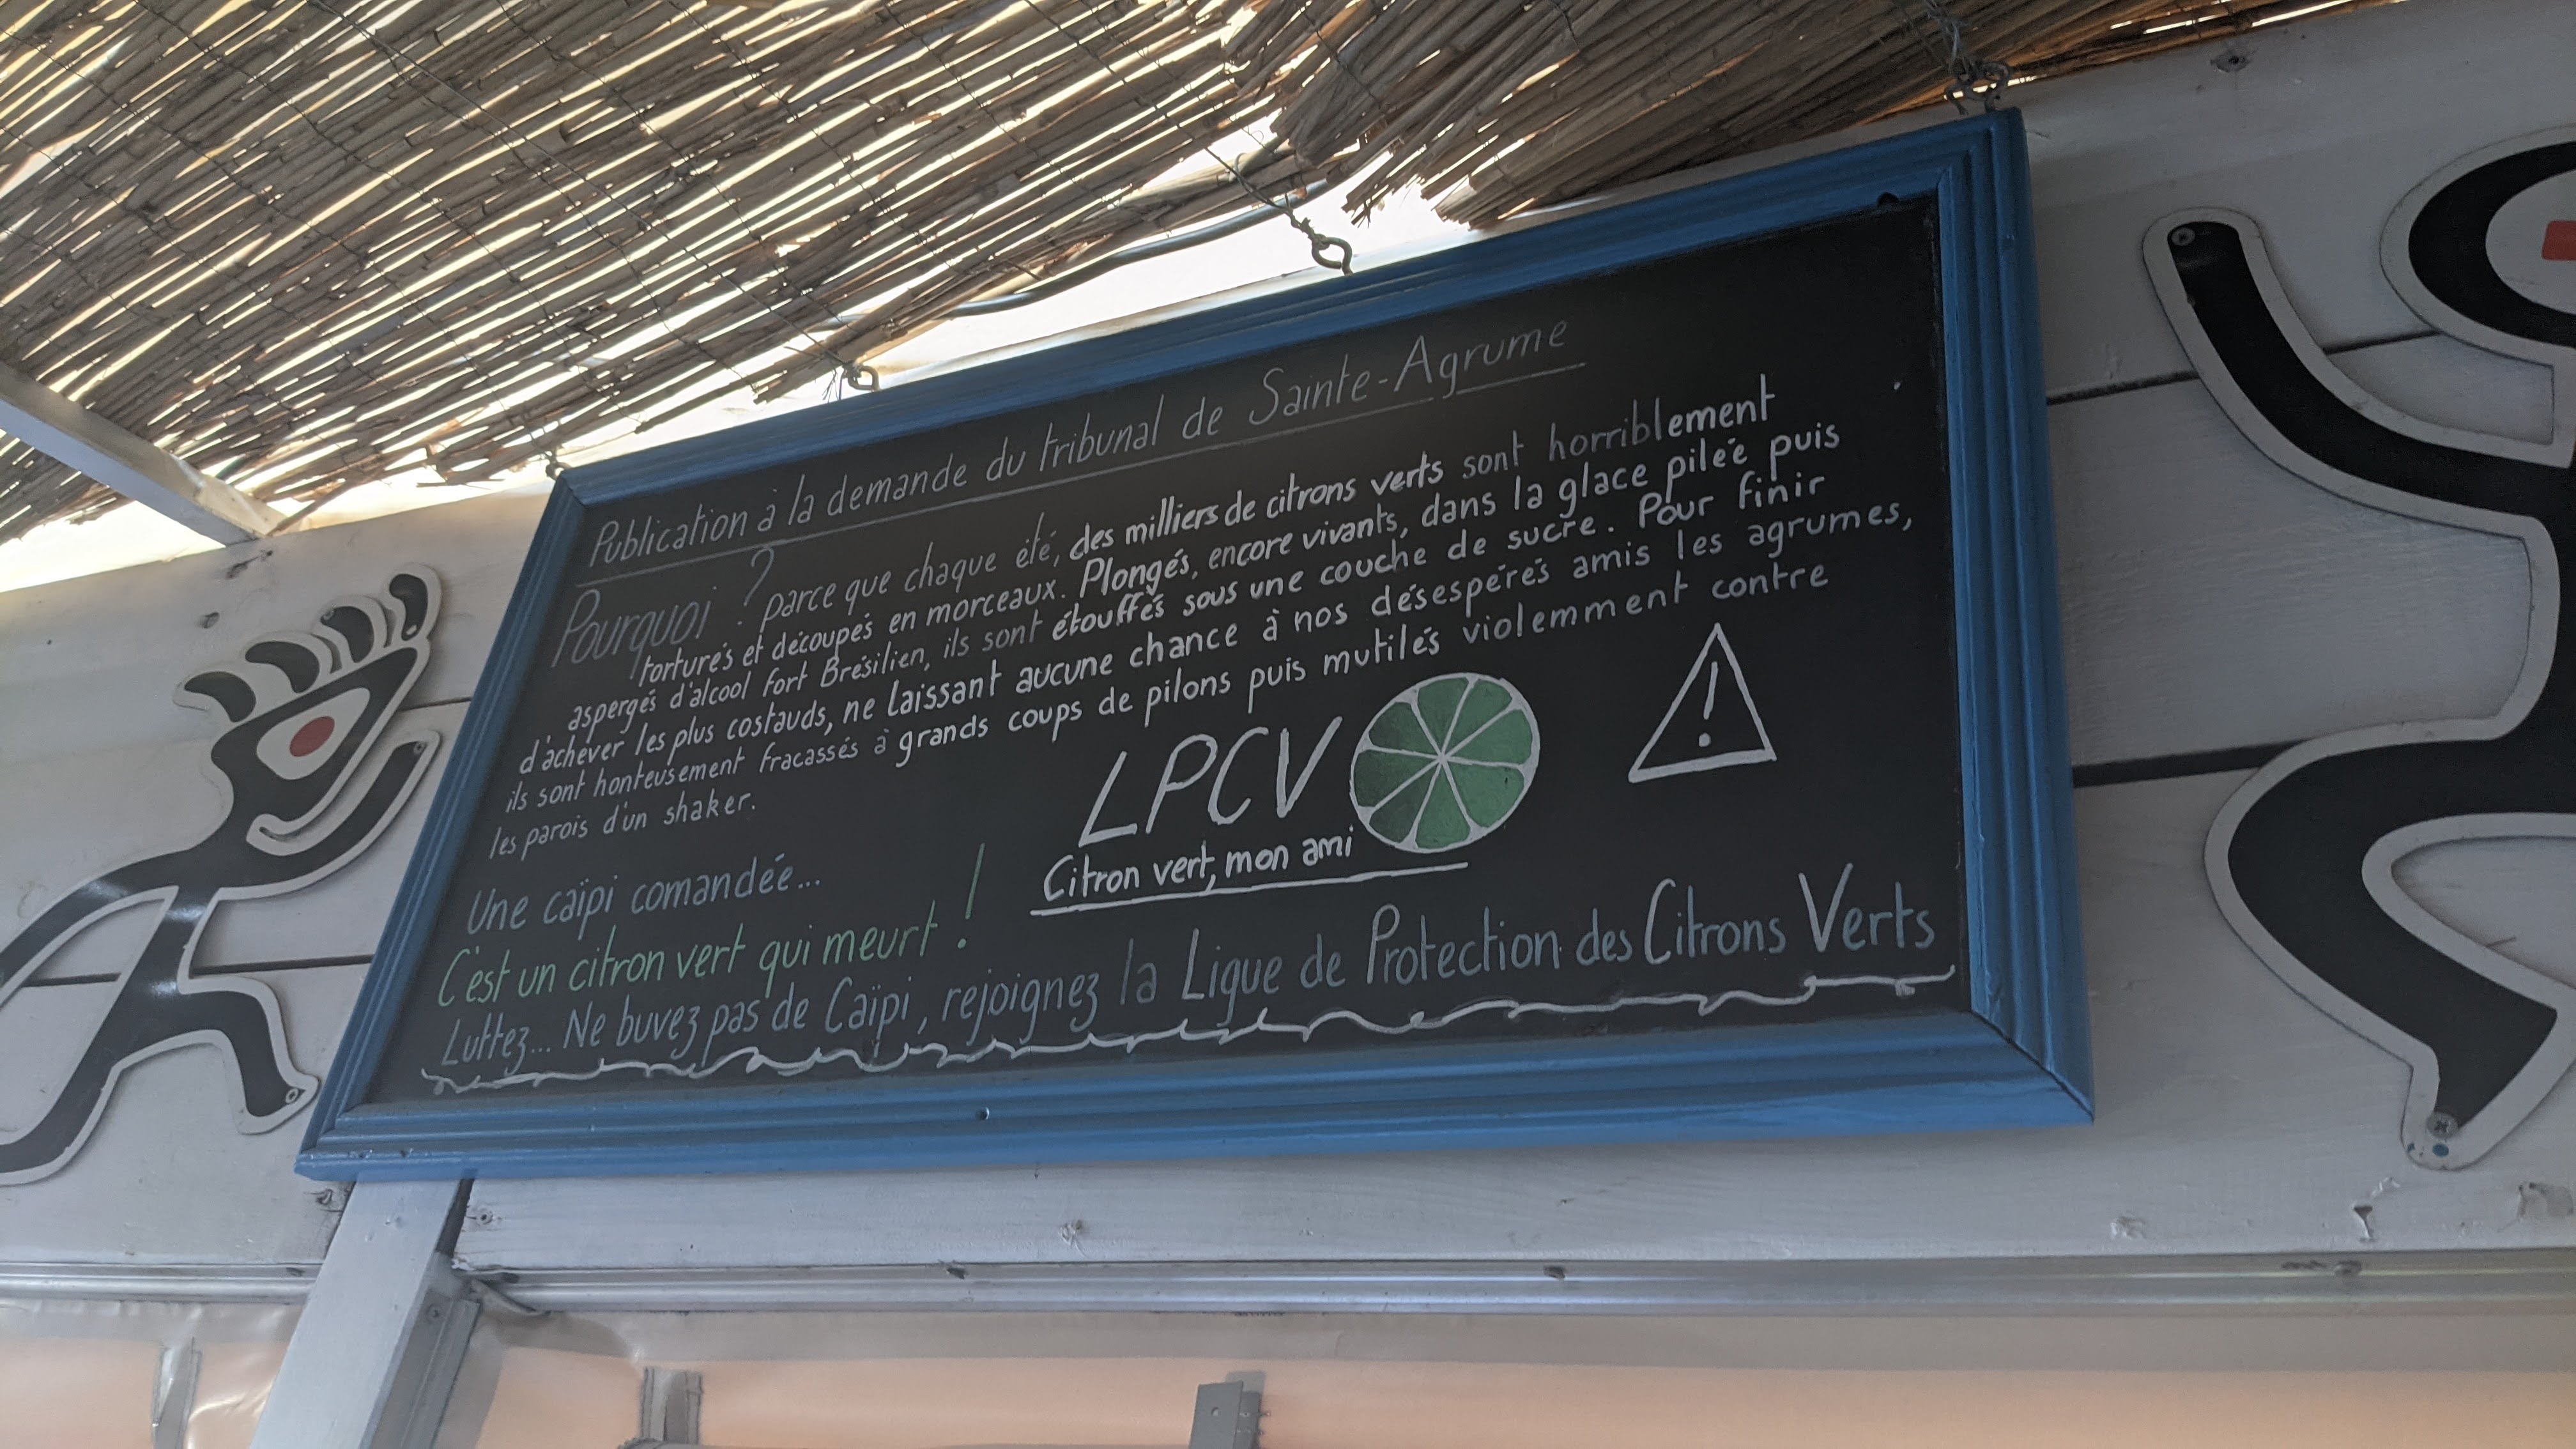 Publication à la demande du tribunal de Sainte-Agrume
Pourquoi ? parce que chaque été, des milliers de citrons verts sont horriblement
torturés et découpés en morceaux. Plongés, encore vivants, dans la glace pilée puis
aspergés d'alcool fort Brésilien, ils sont étouffés sous une couche de sucre. Pour finir
d'achever les plus costauds, ne laissant aucune chance à nos désespérés amis les agrumes,
ils sont honteusement fracassés à grands coups de pilons puis mutilés violemment contre
les parois d'un shaker.
LPCV
Citron vert, mon ami
!
Une caïpi comandée...
C'est un citron vert qui meurt !
Luttez... Ne buvez pas de Caïpi, rejoignez la Ligue de Protection des Citrons Verts